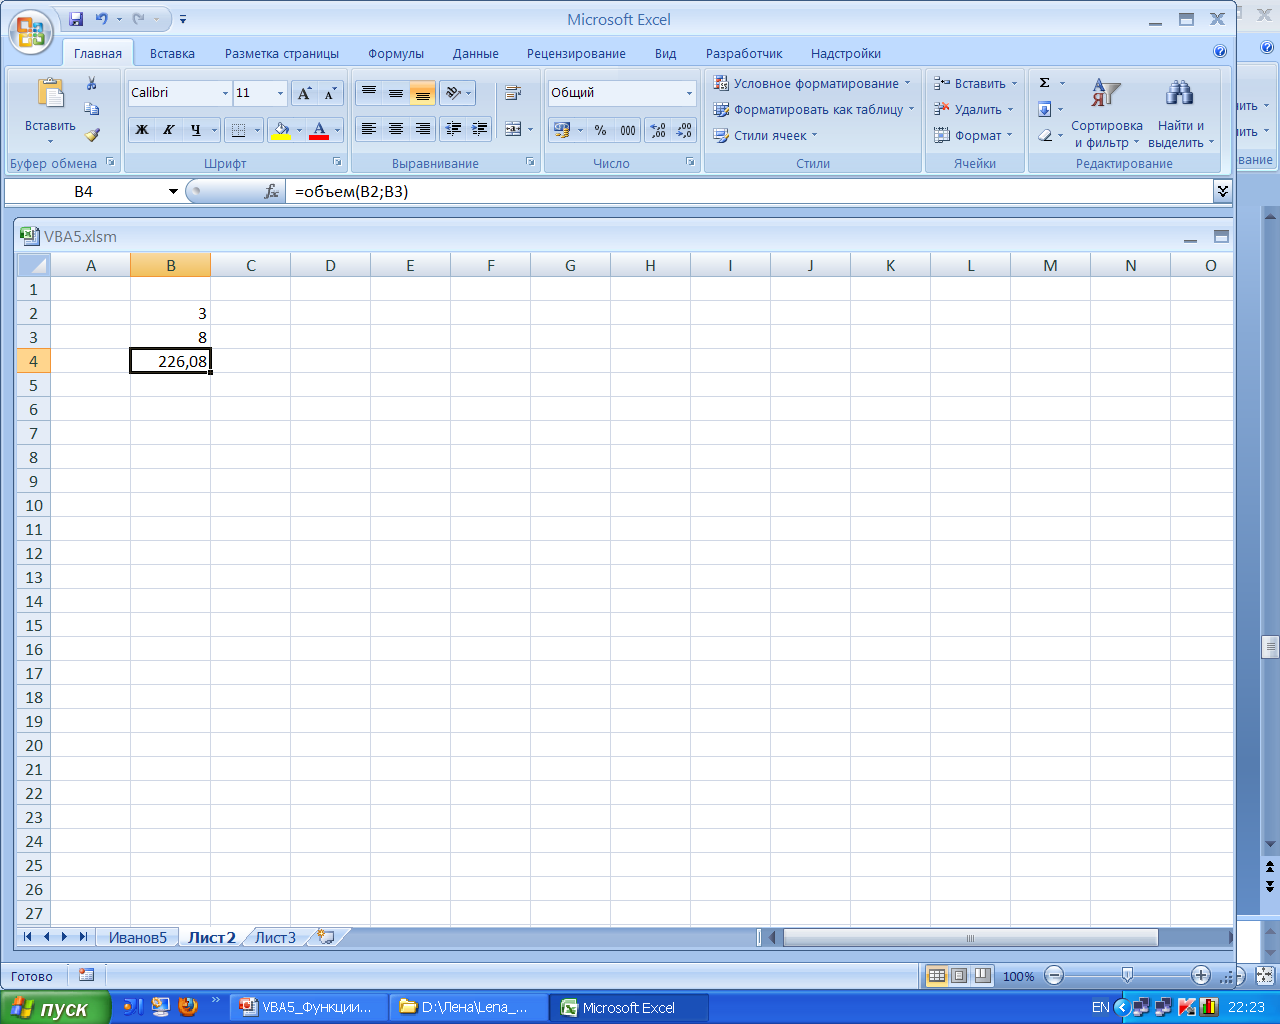 Microsoft Excel
Главная Вставка Разметка страницы Формулы Данные Рецензирование Вид Разработчик Надстройки
Calibri 11 Общий
Условное форматирование
Форматировать как таблицу
Стили ячеек
Вставить
Удалить
Формат
Вставить
Ж К Ч
% 000
Сортировка и фильтр
Найти и выделить
Буфер обмена Шрифт Выравнивание Число Стили Ячейки Редактирование
B4 fx =объем(B2;B3)
VBA5.xlsm
A B C D E F G H I J K L M N O
1
2 3
3 8
4 226,08
5
6
7
8
9
10
11
12
13
14
15
16
17
18
19
20
21
22
23
24
25
26
27
Иванов5 Лист2 Лист3
Готово 100%
пуск VBA5_Функции... D:\Лена\Lena_... Microsoft Excel EN 22:23